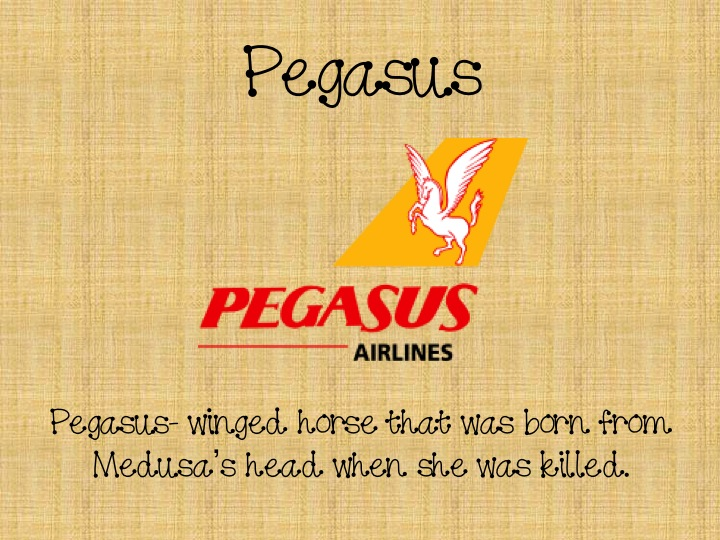 Pegasus
PEGASUS
AIRLINES
Pegasus- winged horse that was born from
Medusa's head when she was killed.